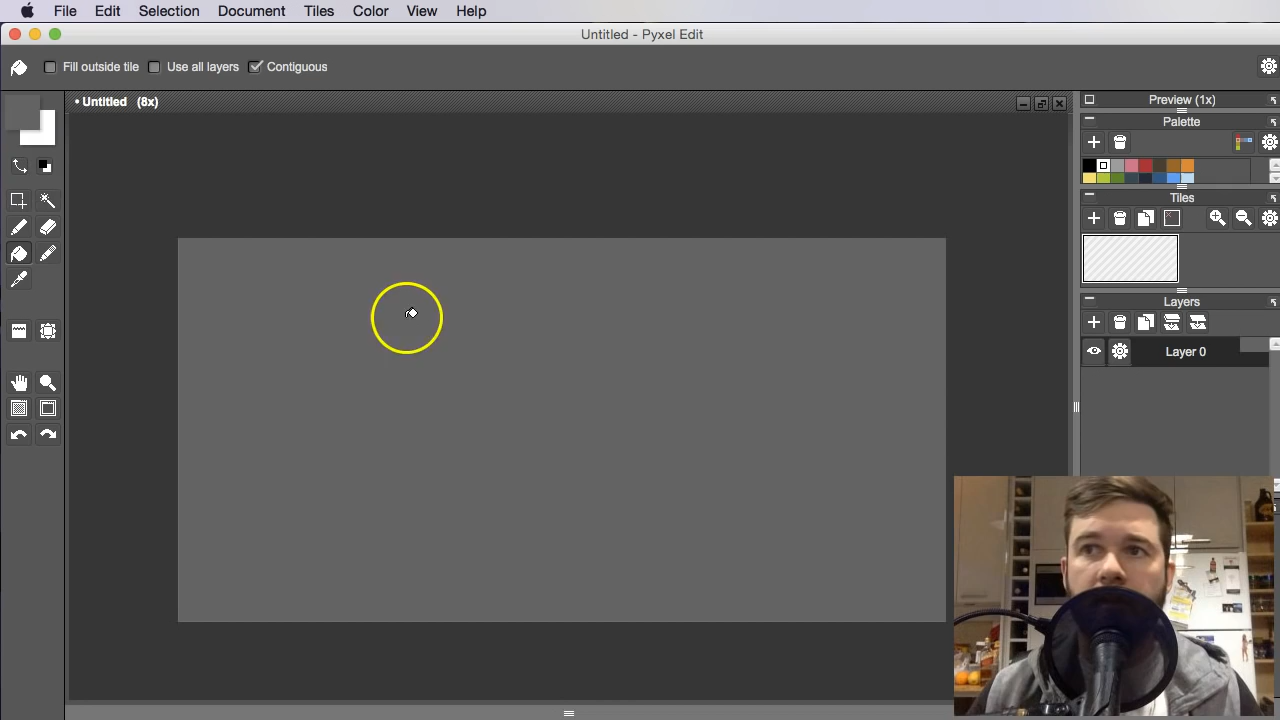 File Edit Selection Document Tiles Color View Help
Untitled - Pyxel Edit
Fill outside tile Use all layers Contiguous
• Untitled (8x)
Preview (1x)
Palette
Tiles
Layers
Layer 0